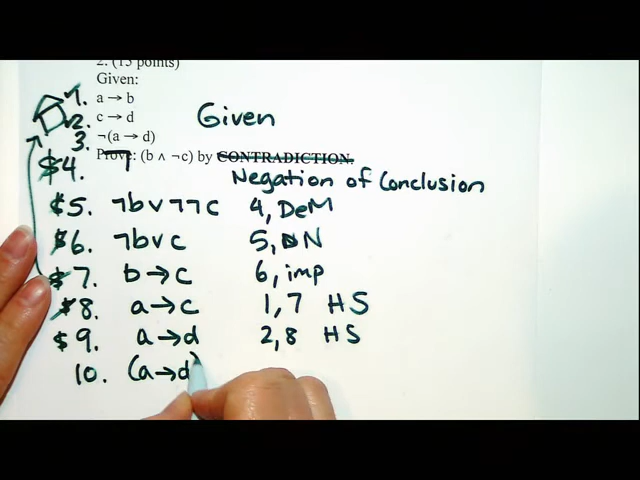 2. (15 points)
Given:
1. a → b
2. c → d Given
3. ¬(a → d)
$4. ¬ Prove: (b ∧ ¬c) by CONTRADICTION.
Negation of Conclusion
$5. ¬b∨¬¬c 4, DeM
$6. ¬b∨c 5, DN
$7. b→c 6, imp
$8. a→c 1,7 HS
$9. a→d 2,8 HS
10. (a→d)